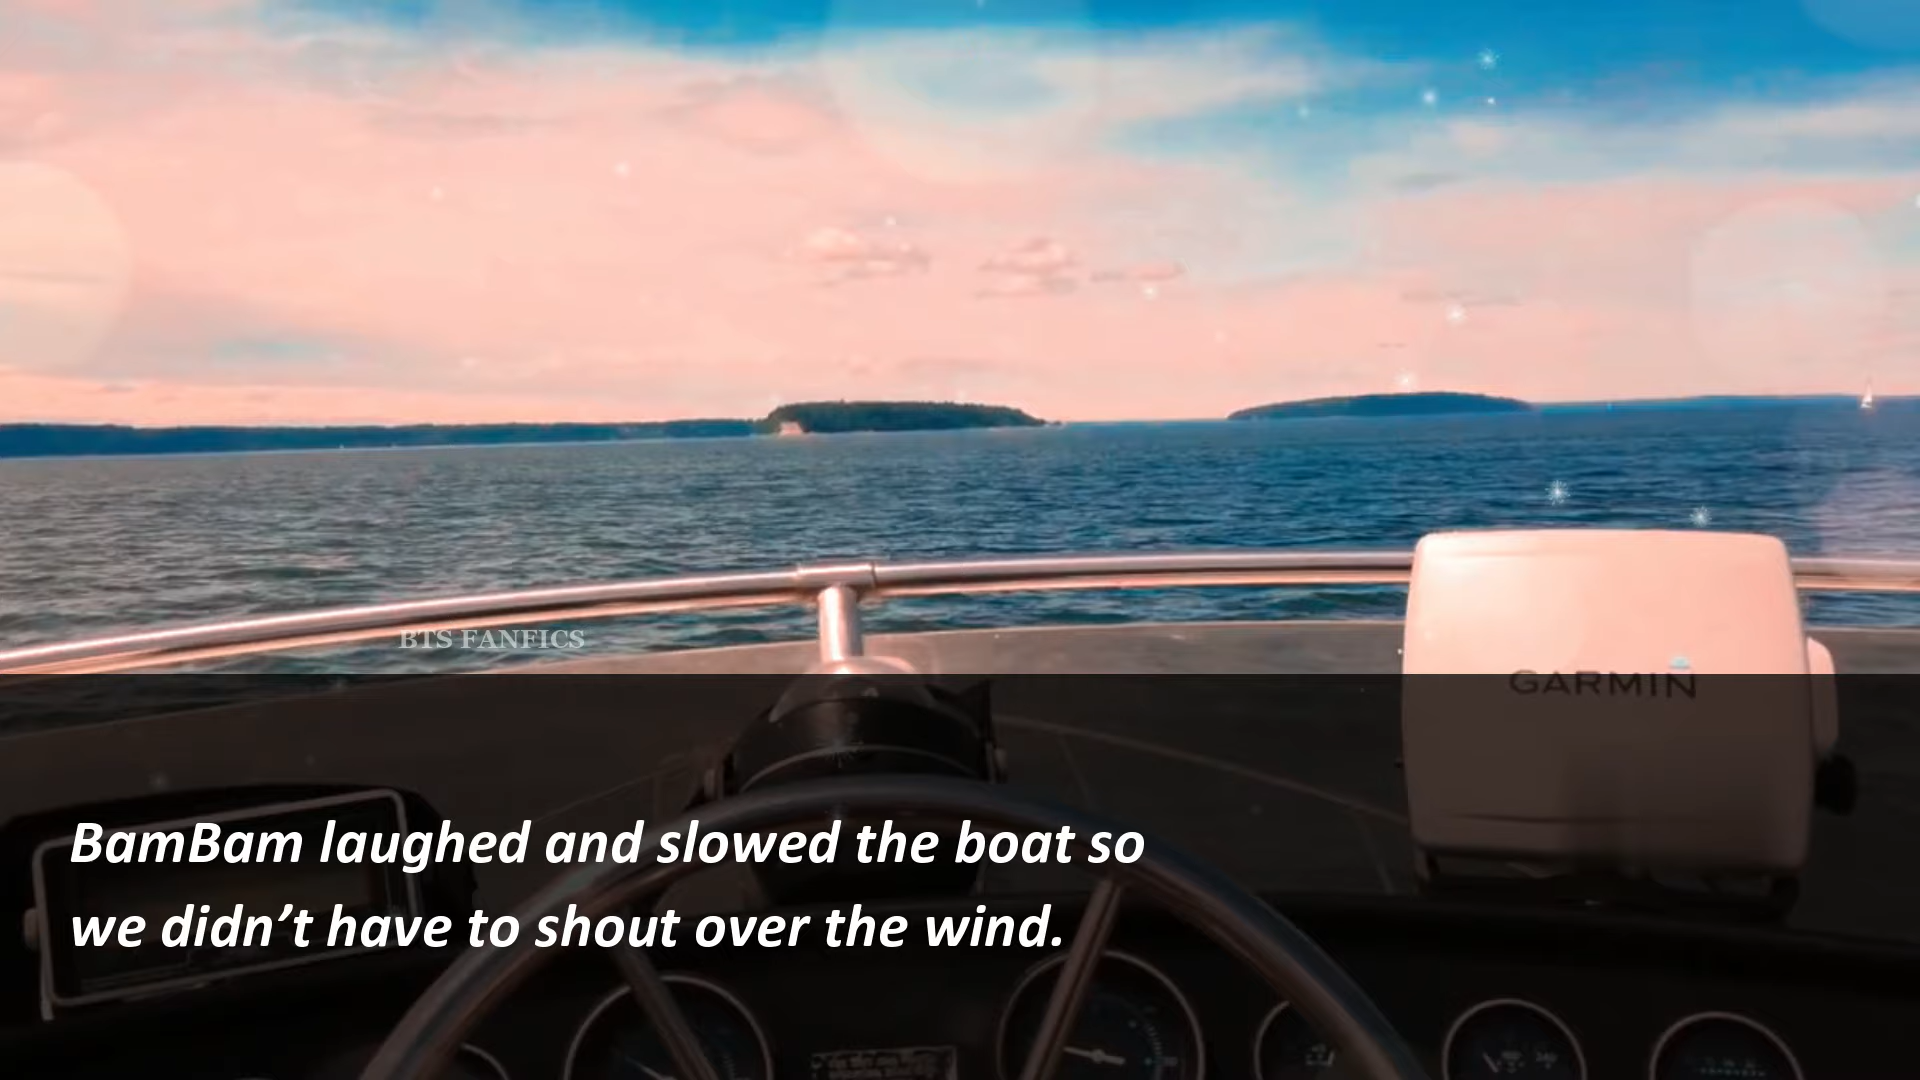 BTS FANFICS
GARMIN
BamBam laughed and slowed the boat so
we didn’t have to shout over the wind.